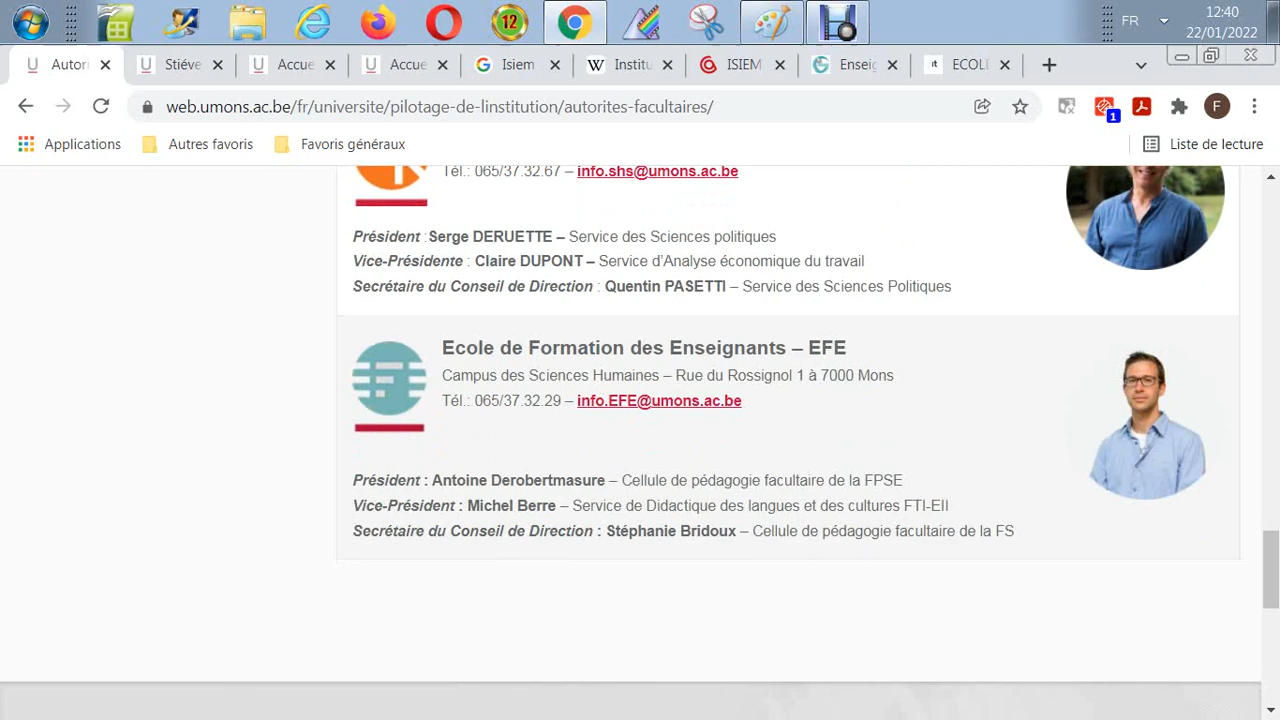 12
FR
12:40
22/01/2022
Autori
Stiéve
Accue
Accue
Isiem
Institu
ISIEM
Enseig
ECOLE
web.umons.ac.be/fr/universite/pilotage-de-linstitution/autorites-facultaires/
1
F
Applications
Autres favoris
Favoris généraux
Liste de lecture
Tél.: 065/37.32.67 – info.shs@umons.ac.be
Président : Serge DERUETTE – Service des Sciences politiques
Vice-Présidente : Claire DUPONT – Service d'Analyse économique du travail
Secrétaire du Conseil de Direction : Quentin PASETTI – Service des Sciences Politiques
Ecole de Formation des Enseignants – EFE
Campus des Sciences Humaines – Rue du Rossignol 1 à 7000 Mons
Tél.: 065/37.32.29 – info.EFE@umons.ac.be
Président : Antoine Derobertmasure – Cellule de pédagogie facultaire de la FPSE
Vice-Président : Michel Berre – Service de Didactique des langues et des cultures FTI-EII
Secrétaire du Conseil de Direction : Stéphanie Bridoux – Cellule de pédagogie facultaire de la FS